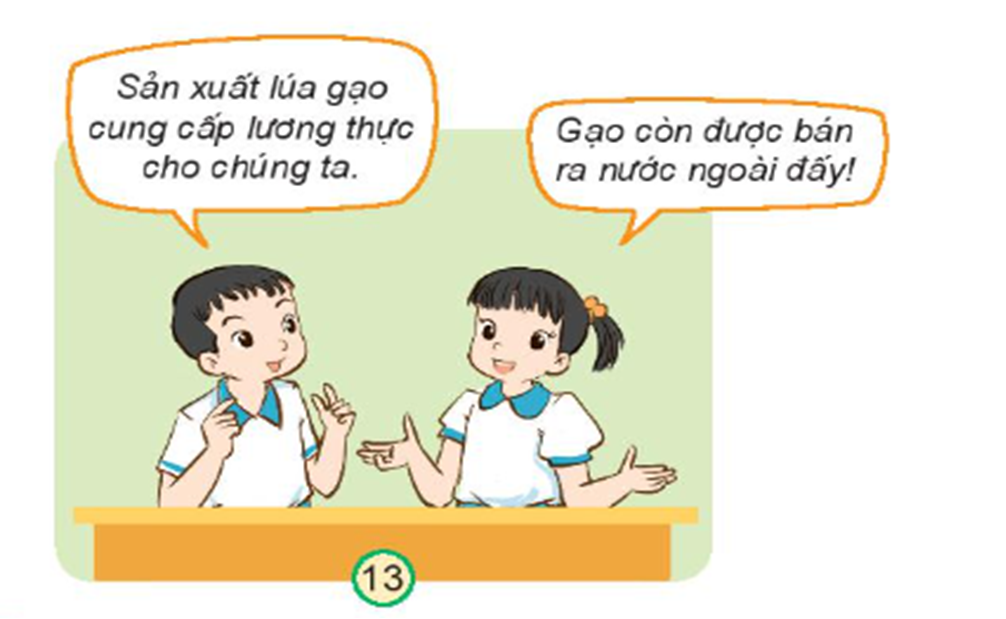 Sản xuất lúa gạo
cung cấp lương thực
cho chúng ta.
Gạo còn được bán
ra nước ngoài đấy!
13